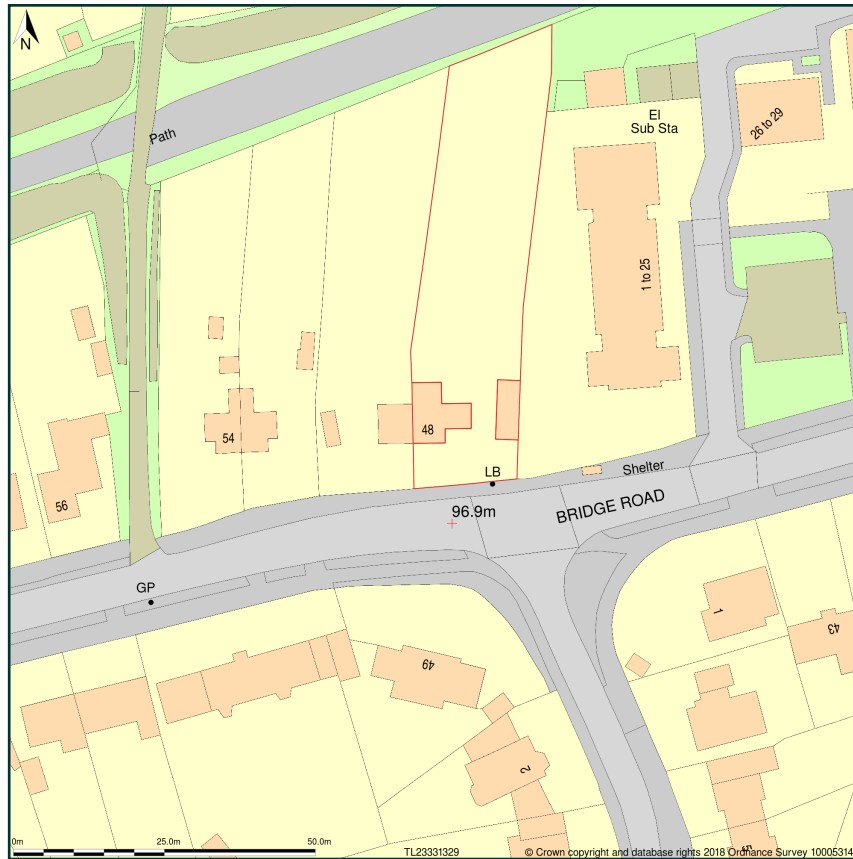 N
Path
El
Sub Sta
26 to 29
1 to 25
54
48
56
LB
Shelter
96.9m
BRIDGE ROAD
GP
1
43
49
2
0m
25.0m
50.0m
TL23331329
© Crown copyright and database rights 2018 Ordnance Survey 10005314